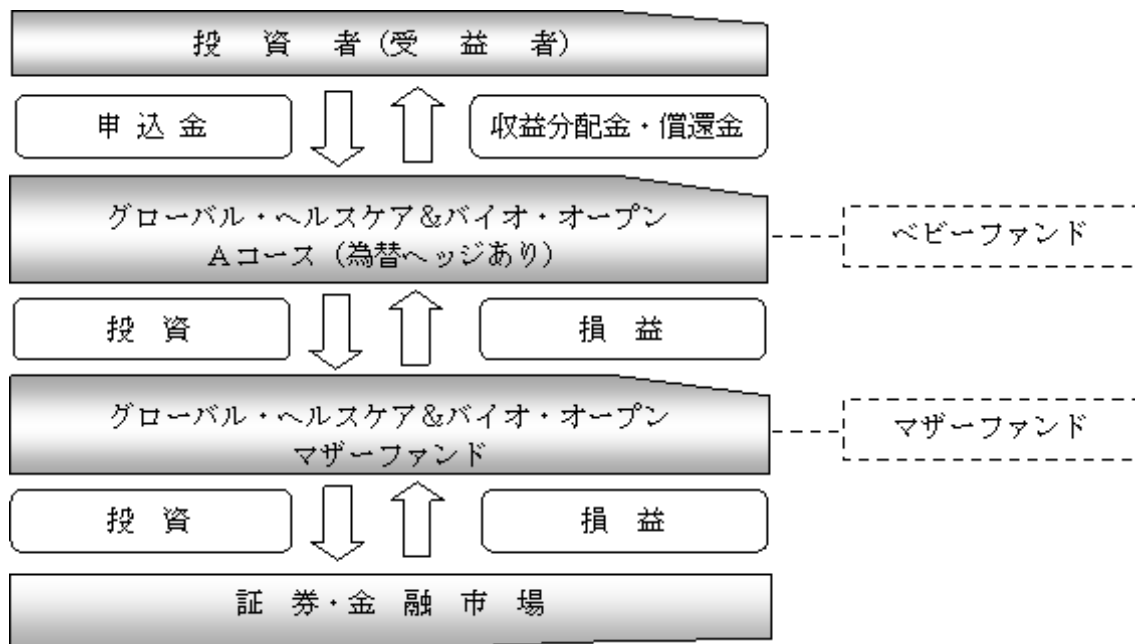 投資者(受益者)
申込金
収益分配金・償還金
グローバル・ヘルスケア&バイオ・オープン
Aコース(為替ヘッジあり)
ベビーファンド
投資
損益
グローバル・ヘルスケア&バイオ・オープン
マザーファンド
マザーファンド
投資
損益
証券・金融市場